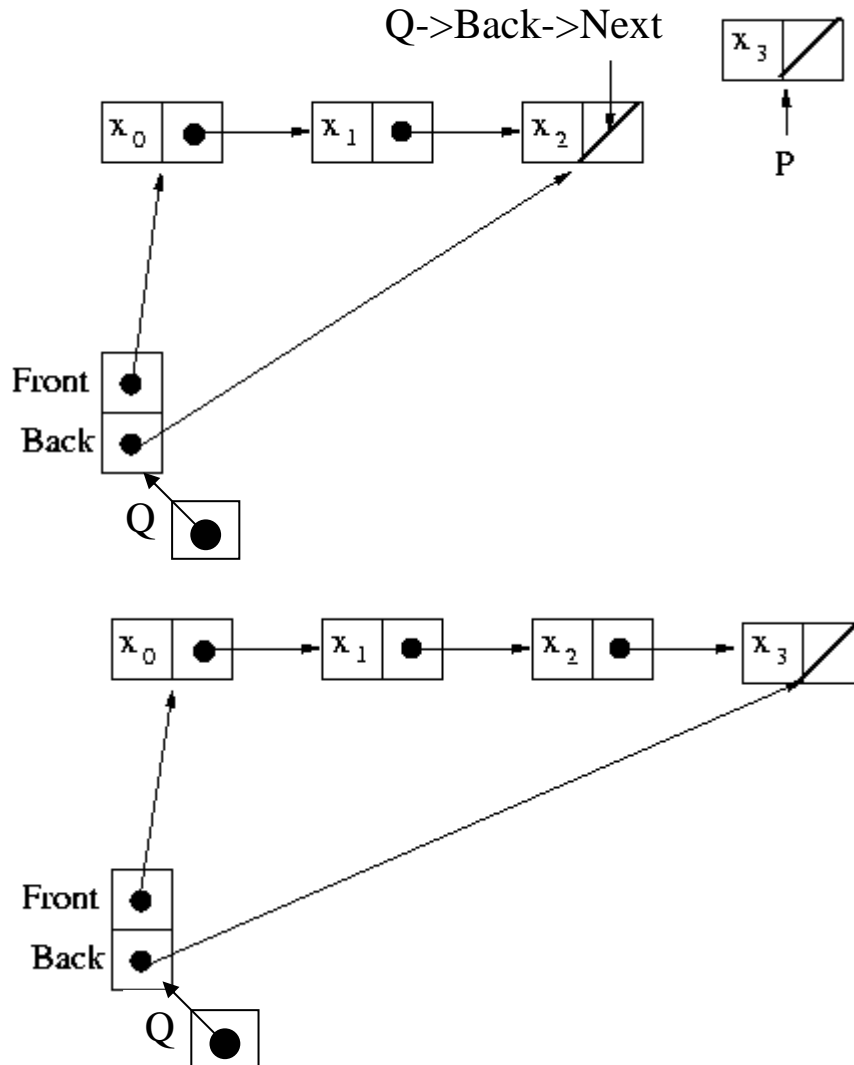 Q->Back->Next
x3
x0 x1 x2
P
Front
Back
Q
x0 x1 x2 x3
Front
Back
Q